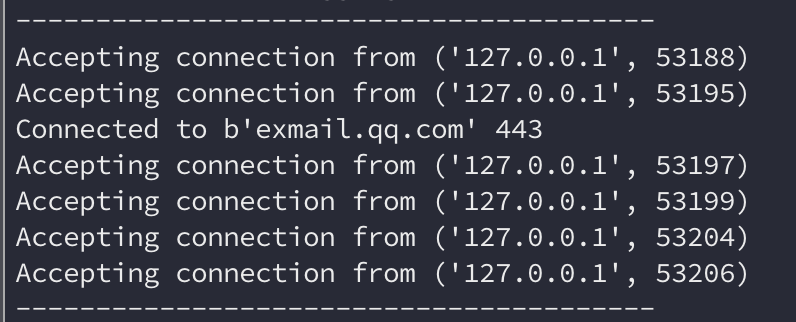 ----------------------------------------
Accepting connection from ('127.0.0.1', 53188)
Accepting connection from ('127.0.0.1', 53195)
Connected to b'exmail.qq.com' 443
Accepting connection from ('127.0.0.1', 53197)
Accepting connection from ('127.0.0.1', 53199)
Accepting connection from ('127.0.0.1', 53204)
Accepting connection from ('127.0.0.1', 53206)
----------------------------------------